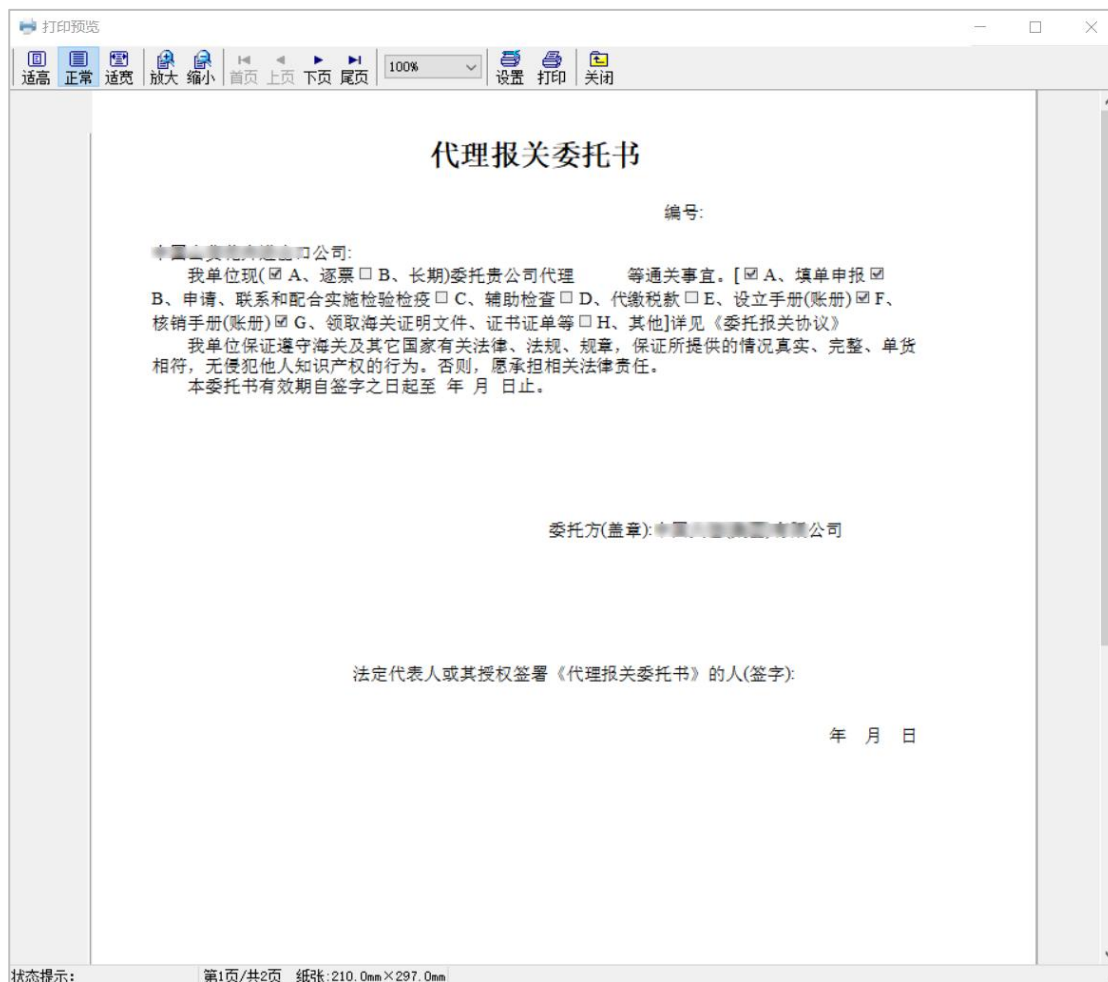 打印预览
适高 正常 适宽 放大 缩小 首页 上页 下页 尾页 100% 设置 打印 关闭
代理报关委托书
编号:
公司:
我单位现(☑ A、逐票 □ B、长期)委托贵公司代理 等通关事宜。[☑ A、填单申报 ☑
B、申请、联系和配合实施检验检疫 □ C、辅助检查 □ D、代缴税款 □ E、设立手册(账册) ☑ F、
核销手册(账册) ☑ G、领取海关证明文件、证书证单等 □ H、其他]详见《委托报关协议》
我单位保证遵守海关及其它国家有关法律、法规、规章，保证所提供的情况真实、完整、单货
相符，无侵犯他人知识产权的行为。否则，愿承担相关法律责任。
本委托书有效期自签字之日起至 年 月 日止。
委托方(盖章): 公司
法定代表人或其授权签署《代理报关委托书》的人(签字):
年 月 日
状态提示: 第1页/共2页 纸张:210.0mm×297.0mm